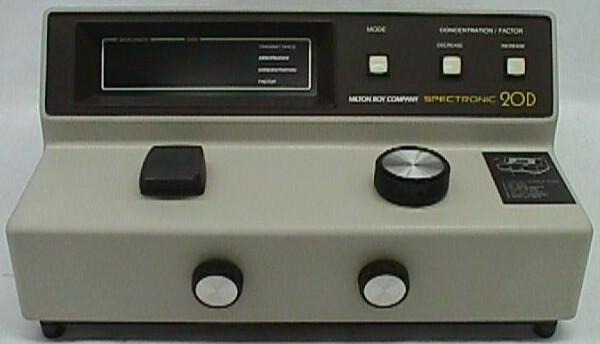 MODE
CONCENTRATION / FACTOR
DECREASE
INCREASE
TRANSMITTANCE
ABSORBANCE
CONCENTRATION
FACTOR
MILTON ROY COMPANY SPECTRONIC 20D